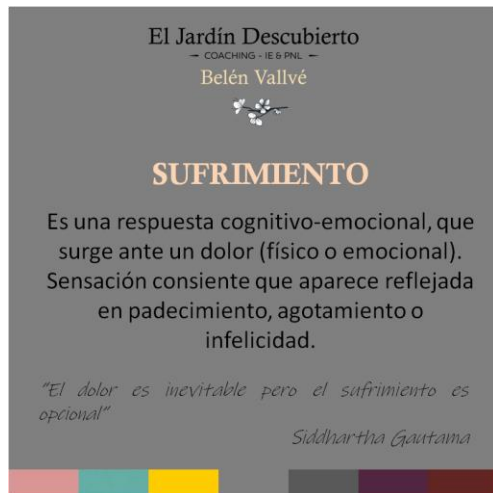 El Jardín Descubierto
COACHING - IE & PNL
Belén Vallvé
SUFRIMIENTO
Es una respuesta cognitivo-emocional, que
surge ante un dolor (físico o emocional).
Sensación consiente que aparece reflejada
en padecimiento, agotamiento o
infelicidad.
"El dolor es inevitable pero el sufrimiento es
opcional"
Siddhartha Gautama